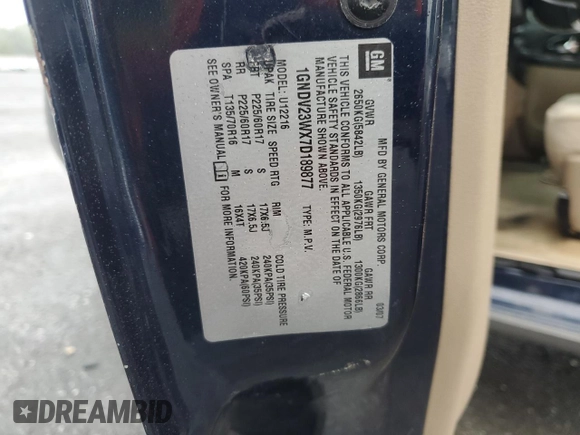 GM
MFD BY GENERAL MOTORS CORP. 03/07
GVWR GAWR FRT GAWR RR
2650KG(5842LB) 1350KG(2976LB) 1300KG(2866LB)
THIS VEHICLE CONFORMS TO ALL APPLICABLE U.S. FEDERAL MOTOR
VEHICLE SAFETY STANDARDS IN EFFECT ON THE DATE OF
MANUFACTURE SHOWN ABOVE.
1GNDV23WX7D189877 TYPE: M.P.V.
MODEL: U12216
TIRE SIZE SPEED RTG RIM COLD TIRE PRESSURE
FRT P225/60R17 S 17X6.5J 240KPA(35PSI)
RR P225/60R17 S 17X6.5J 240KPA(35PSI)
SPA T135/70R16 M 16X4T 420KPA(60PSI)
SEE OWNER'S MANUAL FOR MORE INFORMATION.
DREAMBID